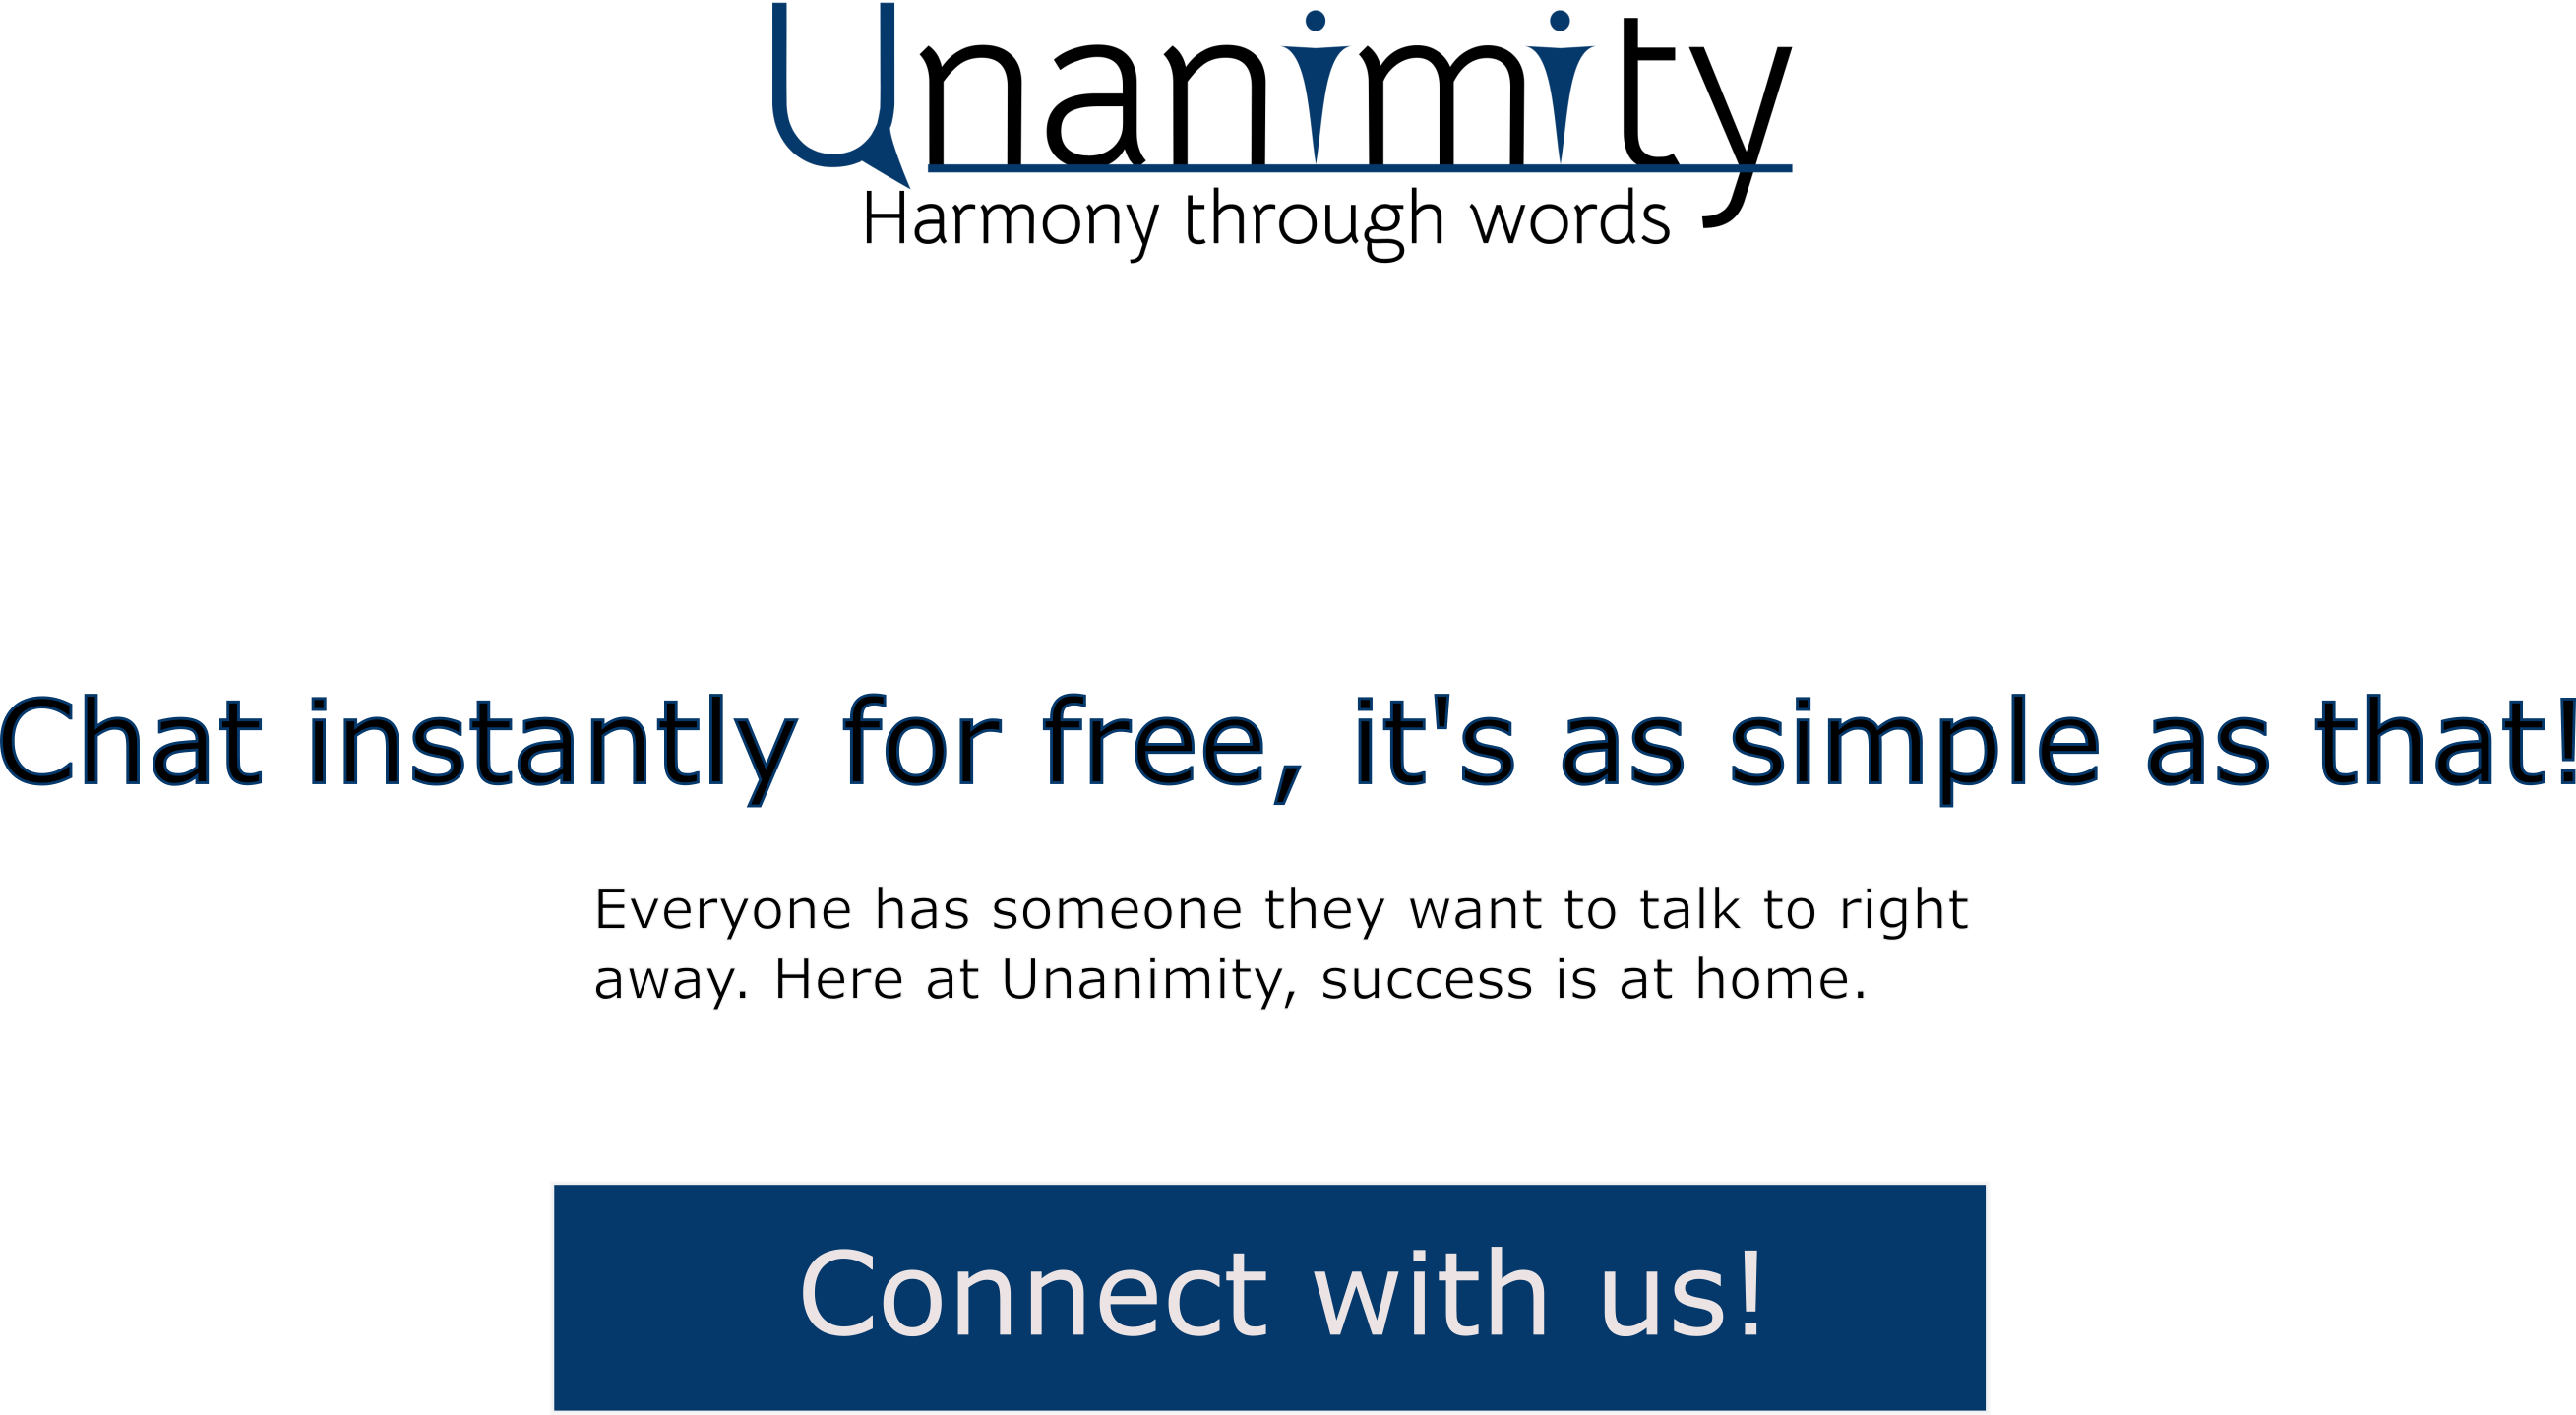 Unanimity
Harmony through words
Chat instantly for free, it's as simple as that!
Everyone has someone they want to talk to right
away. Here at Unanimity, success is at home.
Connect with us!